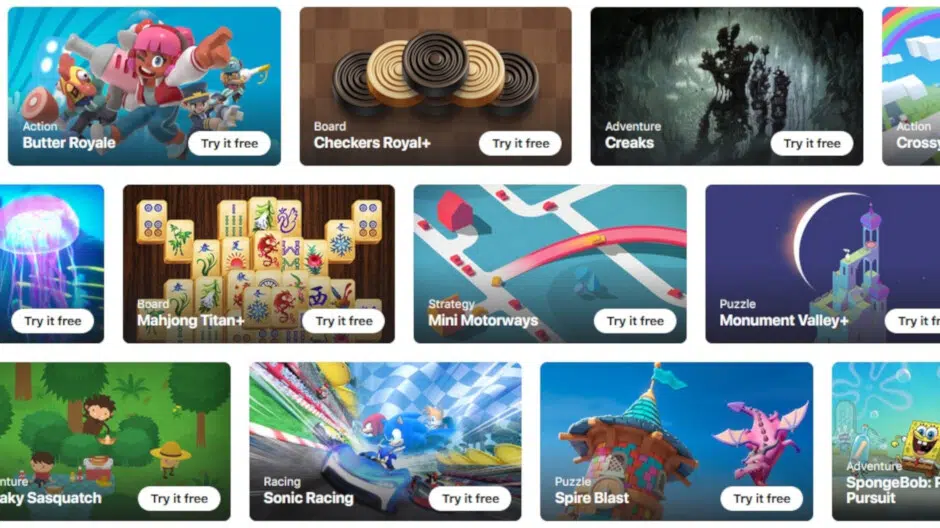 Action
Butter Royale
Try it free
Board
Checkers Royal+
Try it free
Adventure
Creaks
Try it free
Action
Crossy
Try it free
Board
Mahjong Titan+
Try it free
Strategy
Mini Motorways
Try it free
Puzzle
Monument Valley+
Try it fr
nture
aky Sasquatch
Try it free
Racing
Sonic Racing
Try it free
Puzzle
Spire Blast
Try it free
Adventure
SpongeBob: P
Pursuit